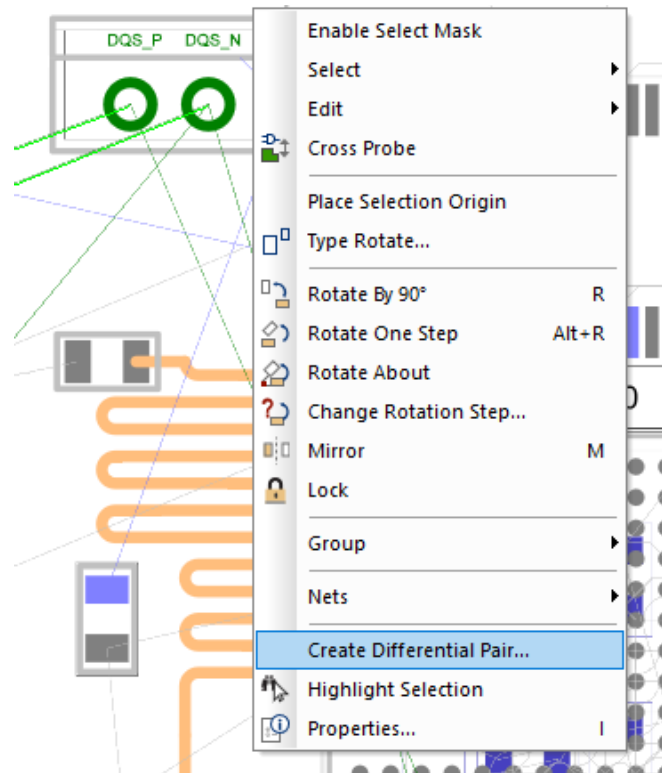 DQS_P DQS_N
Enable Select Mask
Select
Edit
Cross Probe
Place Selection Origin
Type Rotate...
Rotate By 90° R
Rotate One Step Alt+R
Rotate About
Change Rotation Step...
Mirror M
Lock
Group
Nets
Create Differential Pair...
Highlight Selection
Properties... I